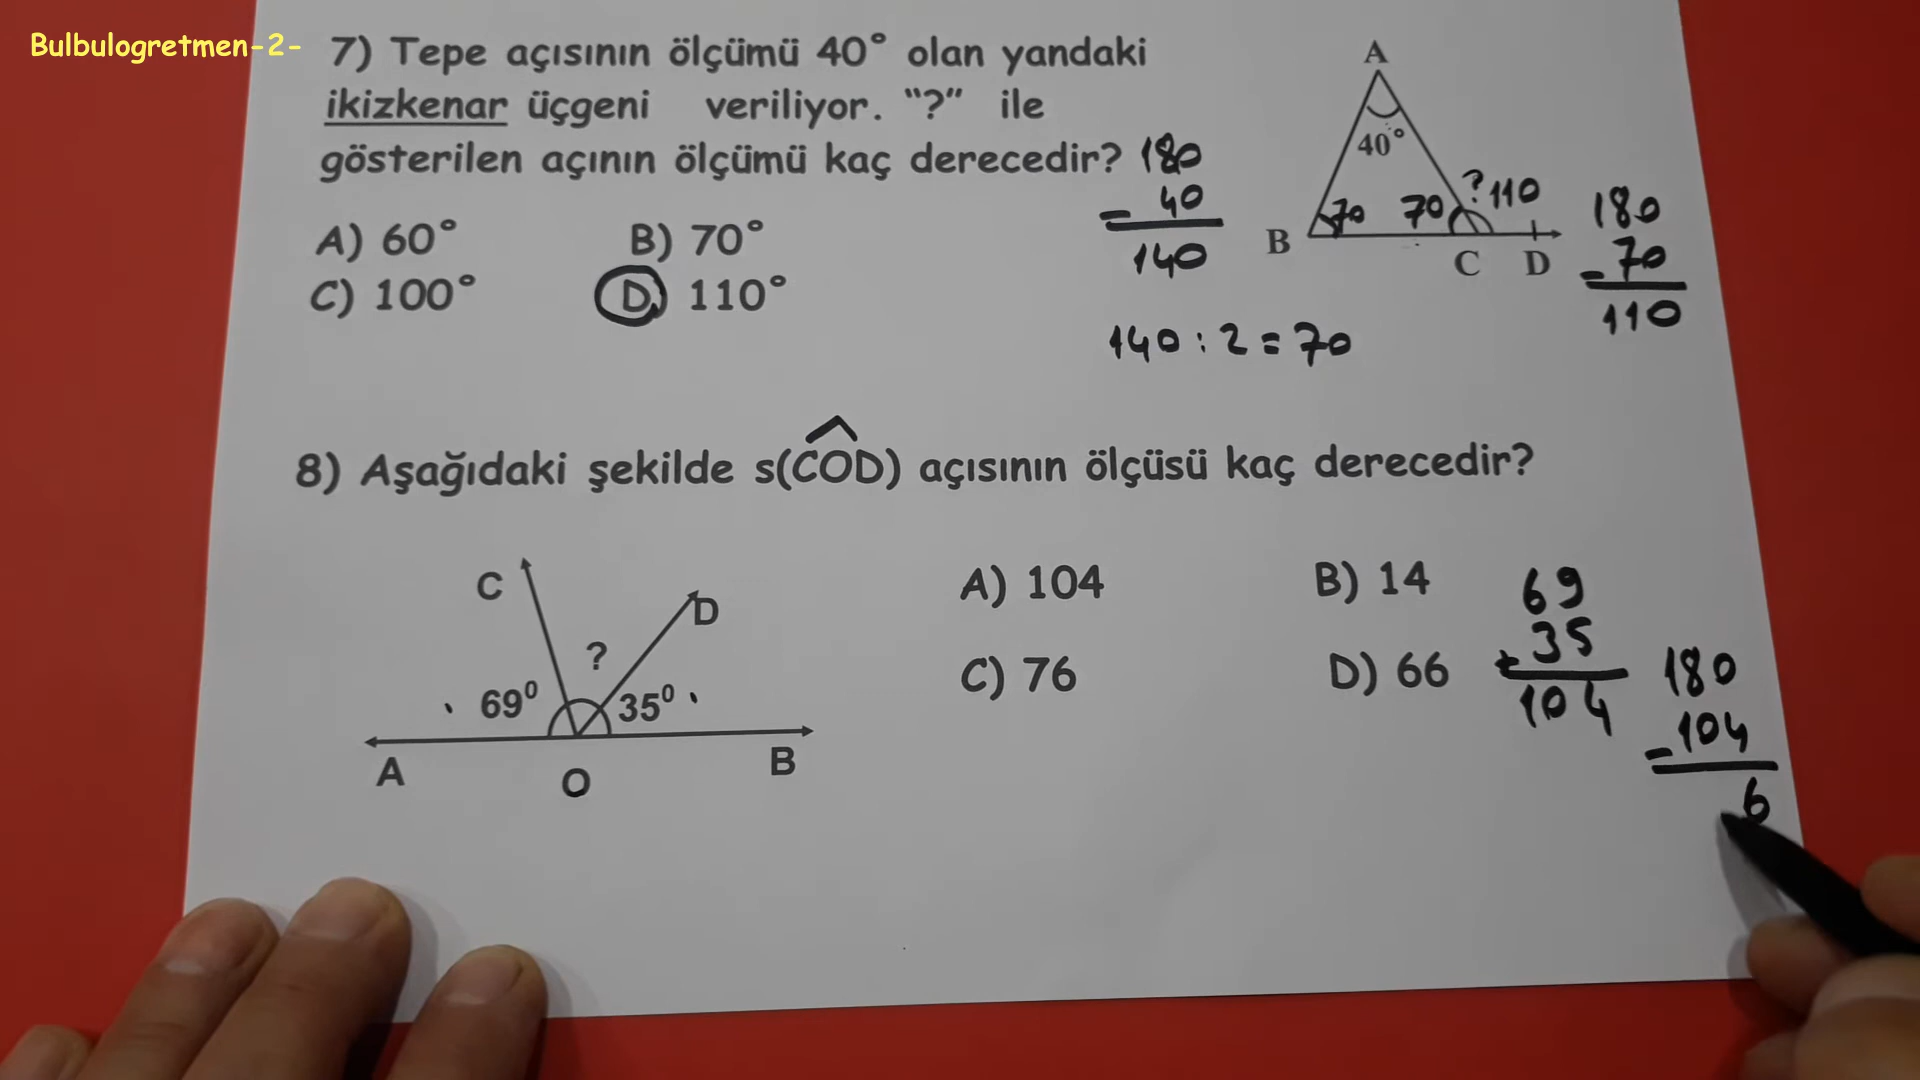 Bulbulogretmen-2-
7) Tepe açısının ölçümü 40° olan yandaki
ikizkenar üçgeni veriliyor. “?” ile
gösterilen açının ölçümü kaç derecedir?
A) 60° B) 70°
C) 100° D) 110°
180
- 40
140
140 : 2 = 70
A
40°
70 70 ? 110
B C D
180
- 70
110
8) Aşağıdaki şekilde s(COD) açısının ölçüsü kaç derecedir?
C D
?
69⁰ 35⁰
A O B
A) 104 B) 14
C) 76 D) 66
69
+ 35
104
180
- 104
6